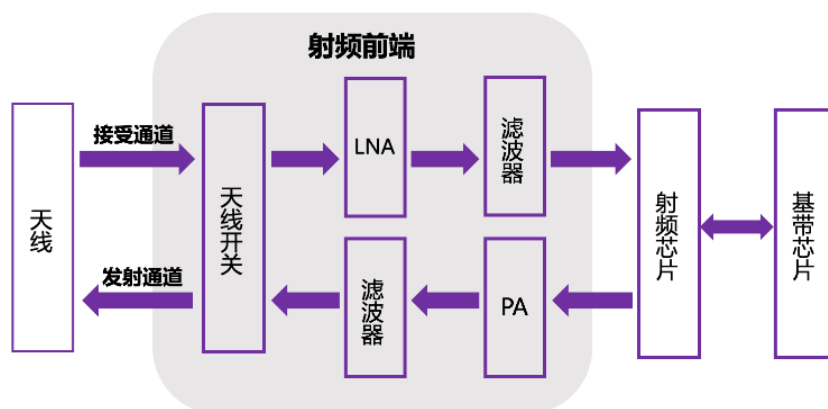 射频前端
接受通道
天线
天线开关
LNA
滤波器
射频芯片
基带芯片
发射通道
滤波器
PA